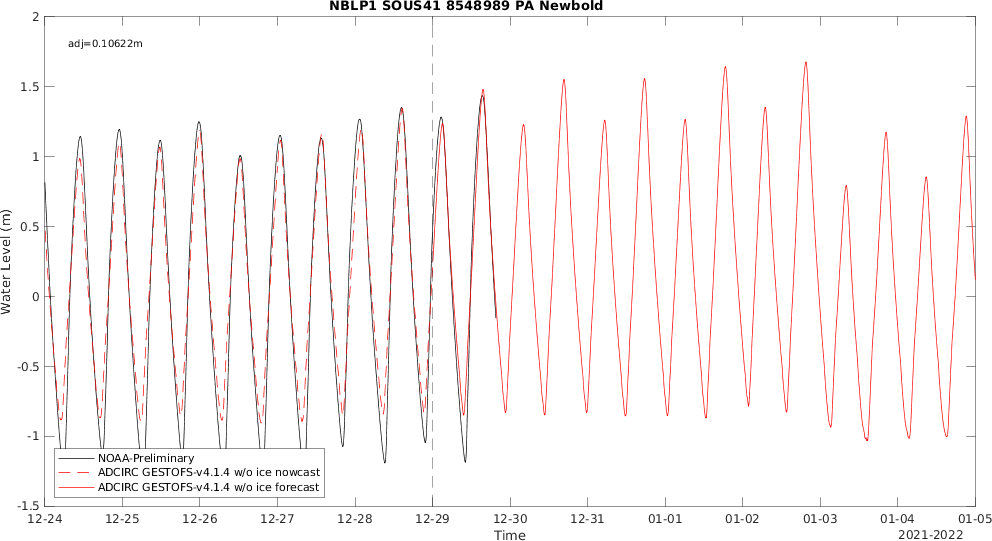 NBLP1 SOUS41 8548989 PA Newbold
adj=0.10622m
2
1.5
1
0.5
0
-0.5
-1
-1.5
Water Level (m)
NOAA-Preliminary
ADCIRC GESTOFS-v4.1.4 w/o ice nowcast
ADCIRC GESTOFS-v4.1.4 w/o ice forecast
12-24 12-25 12-26 12-27 12-28 12-29 12-30 12-31 01-01 01-02 01-03 01-04 01-05
Time
2021-2022